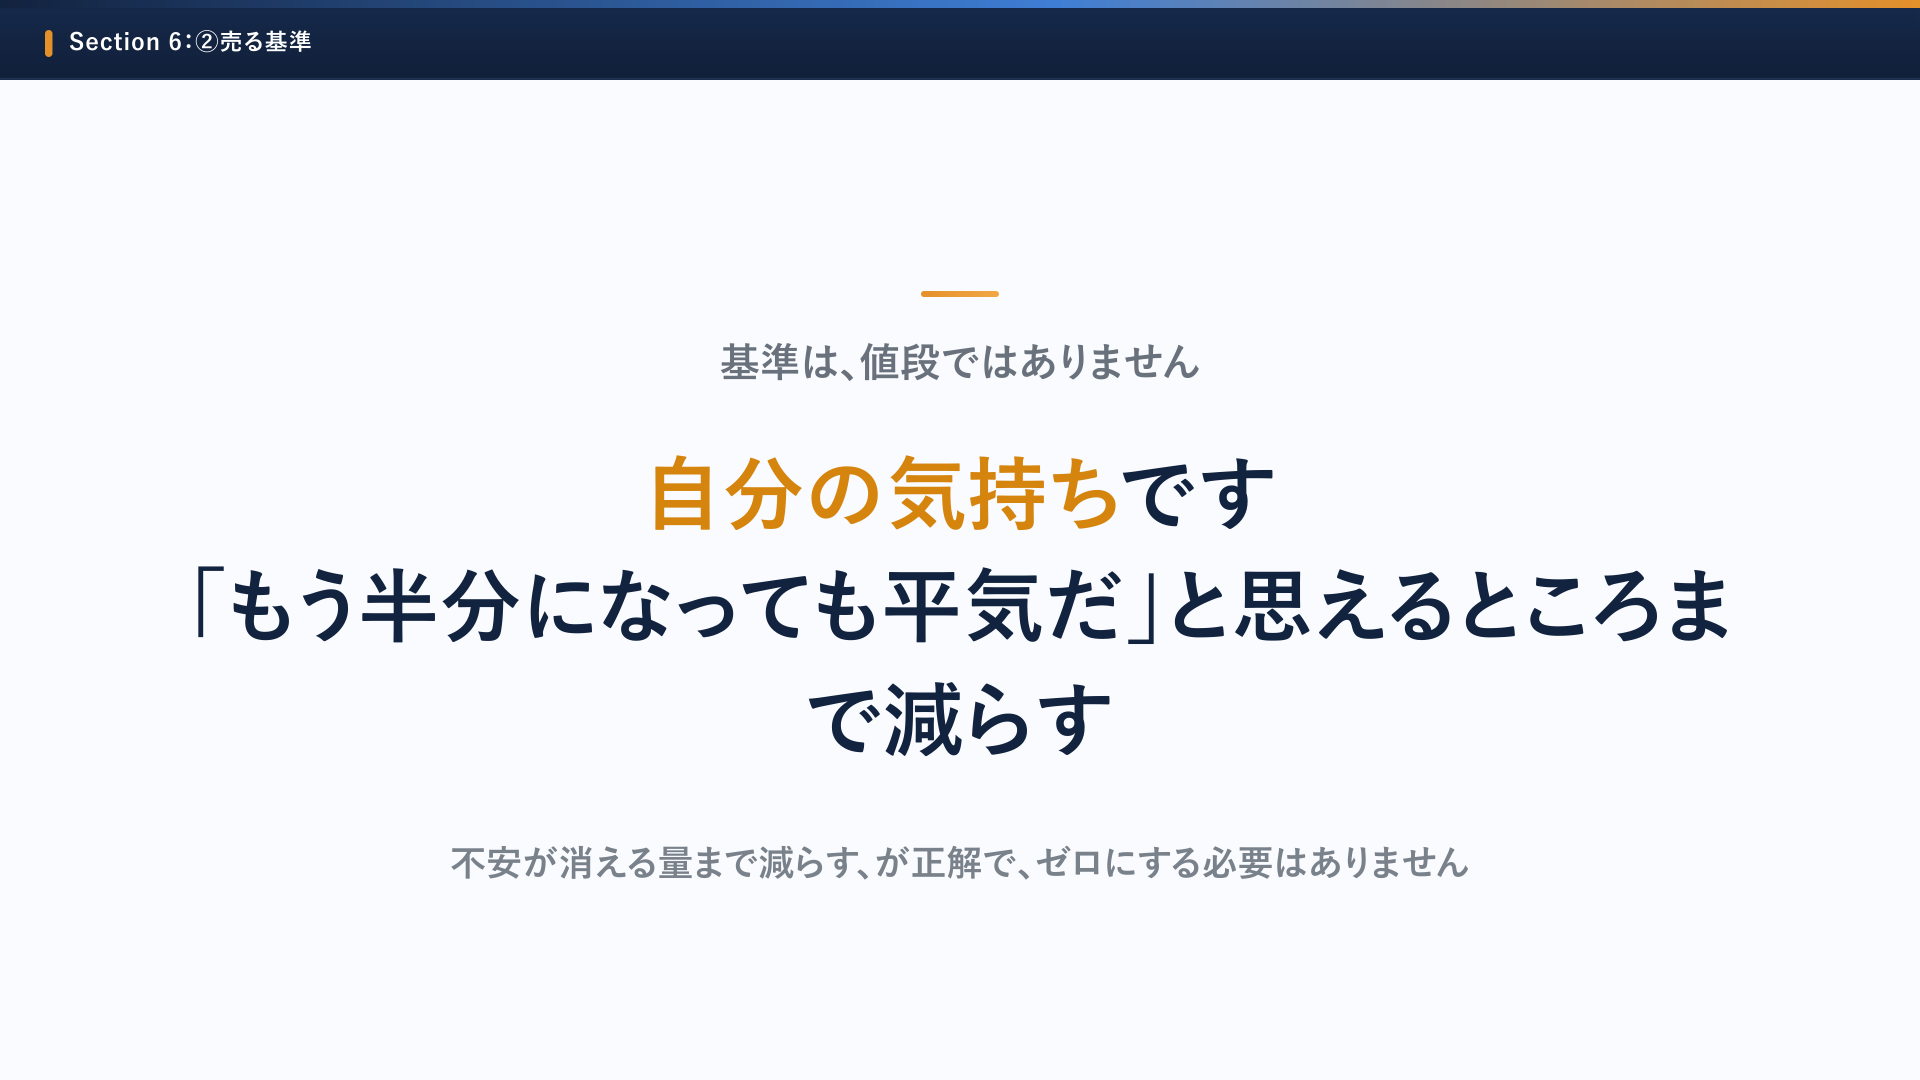 Section 6：②売る基準
基準は、値段ではありません
自分の気持ちです
「もう半分になっても平気だ」と思えるところま
で減らす
不安が消える量まで減らす、が正解で、ゼロにする必要はありません